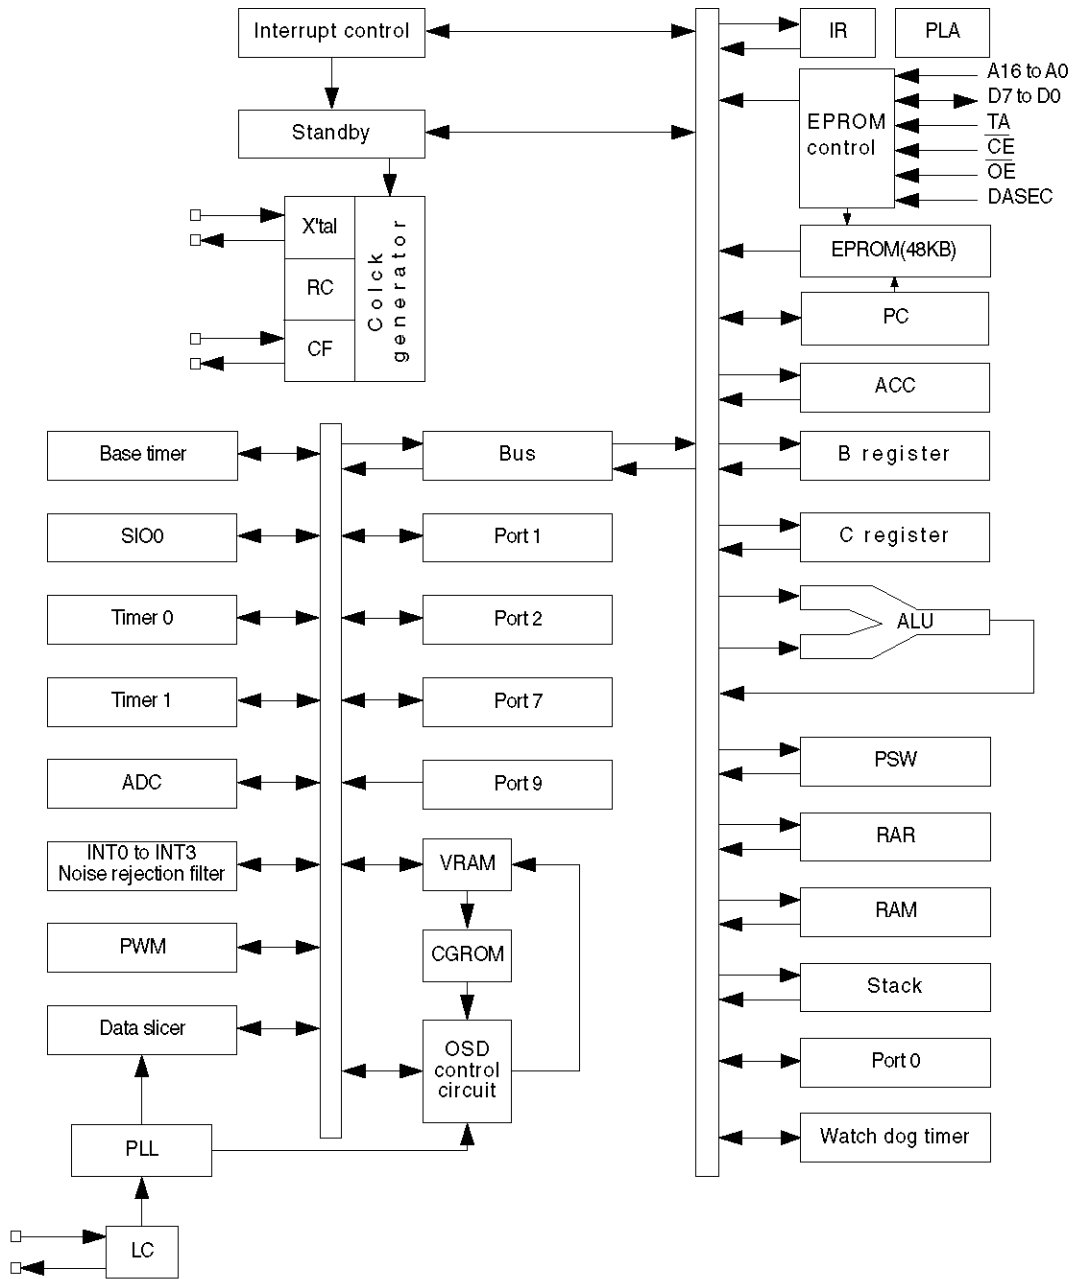 Interrupt control
IR
PLA
Standby
EPROM
control
A16 to A0
D7 to D0
TA
CE
OE
DASEC
X'tal
RC
CF
Colck
generator
EPROM(48KB)
PC
ACC
Base timer
Bus
B register
SIO0
Port 1
C register
Timer 0
Port 2
ALU
Timer 1
Port 7
ADC
Port 9
PSW
INT0 to INT3
Noise rejection filter
VRAM
RAR
PWM
CGROM
RAM
Data slicer
OSD
control
circuit
Stack
Port 0
PLL
Watch dog timer
LC